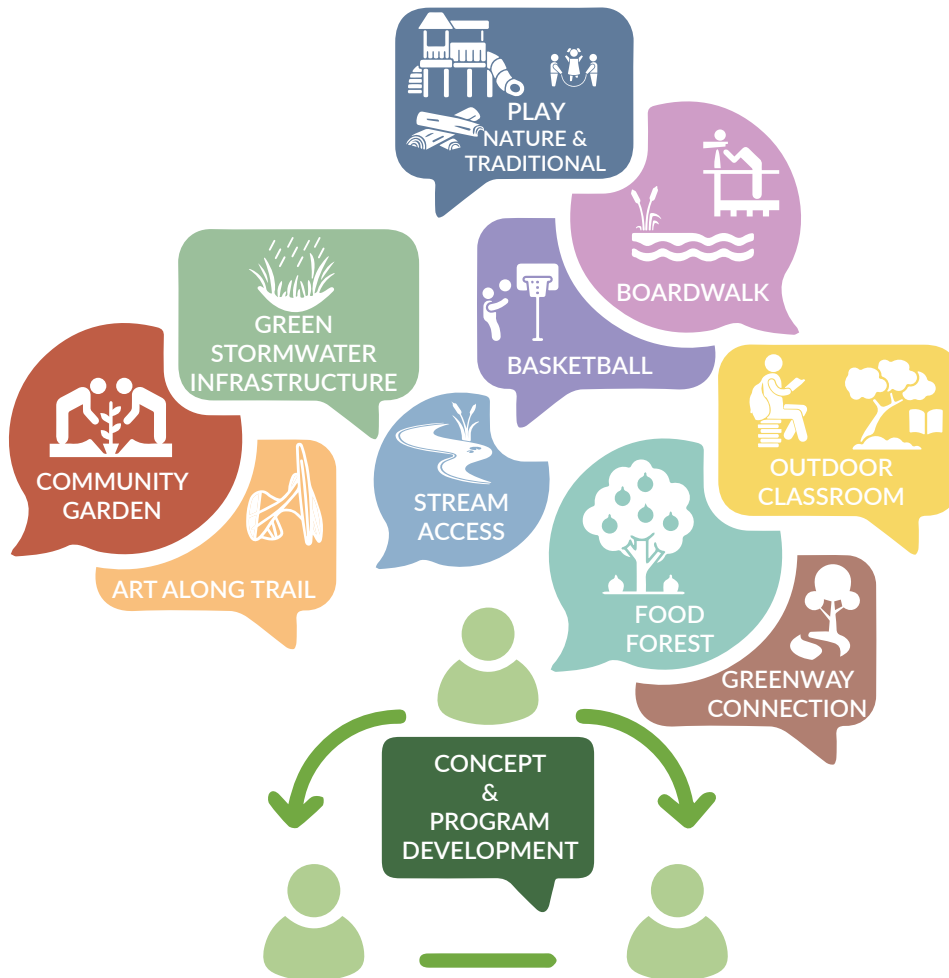 PLAY
NATURE &
TRADITIONAL
BOARDWALK
GREEN
STORMWATER
INFRASTRUCTURE
BASKETBALL
COMMUNITY
GARDEN
OUTDOOR
CLASSROOM
STREAM
ACCESS
ART ALONG TRAIL
FOOD
FOREST
GREENWAY
CONNECTION
CONCEPT
&
PROGRAM
DEVELOPMENT